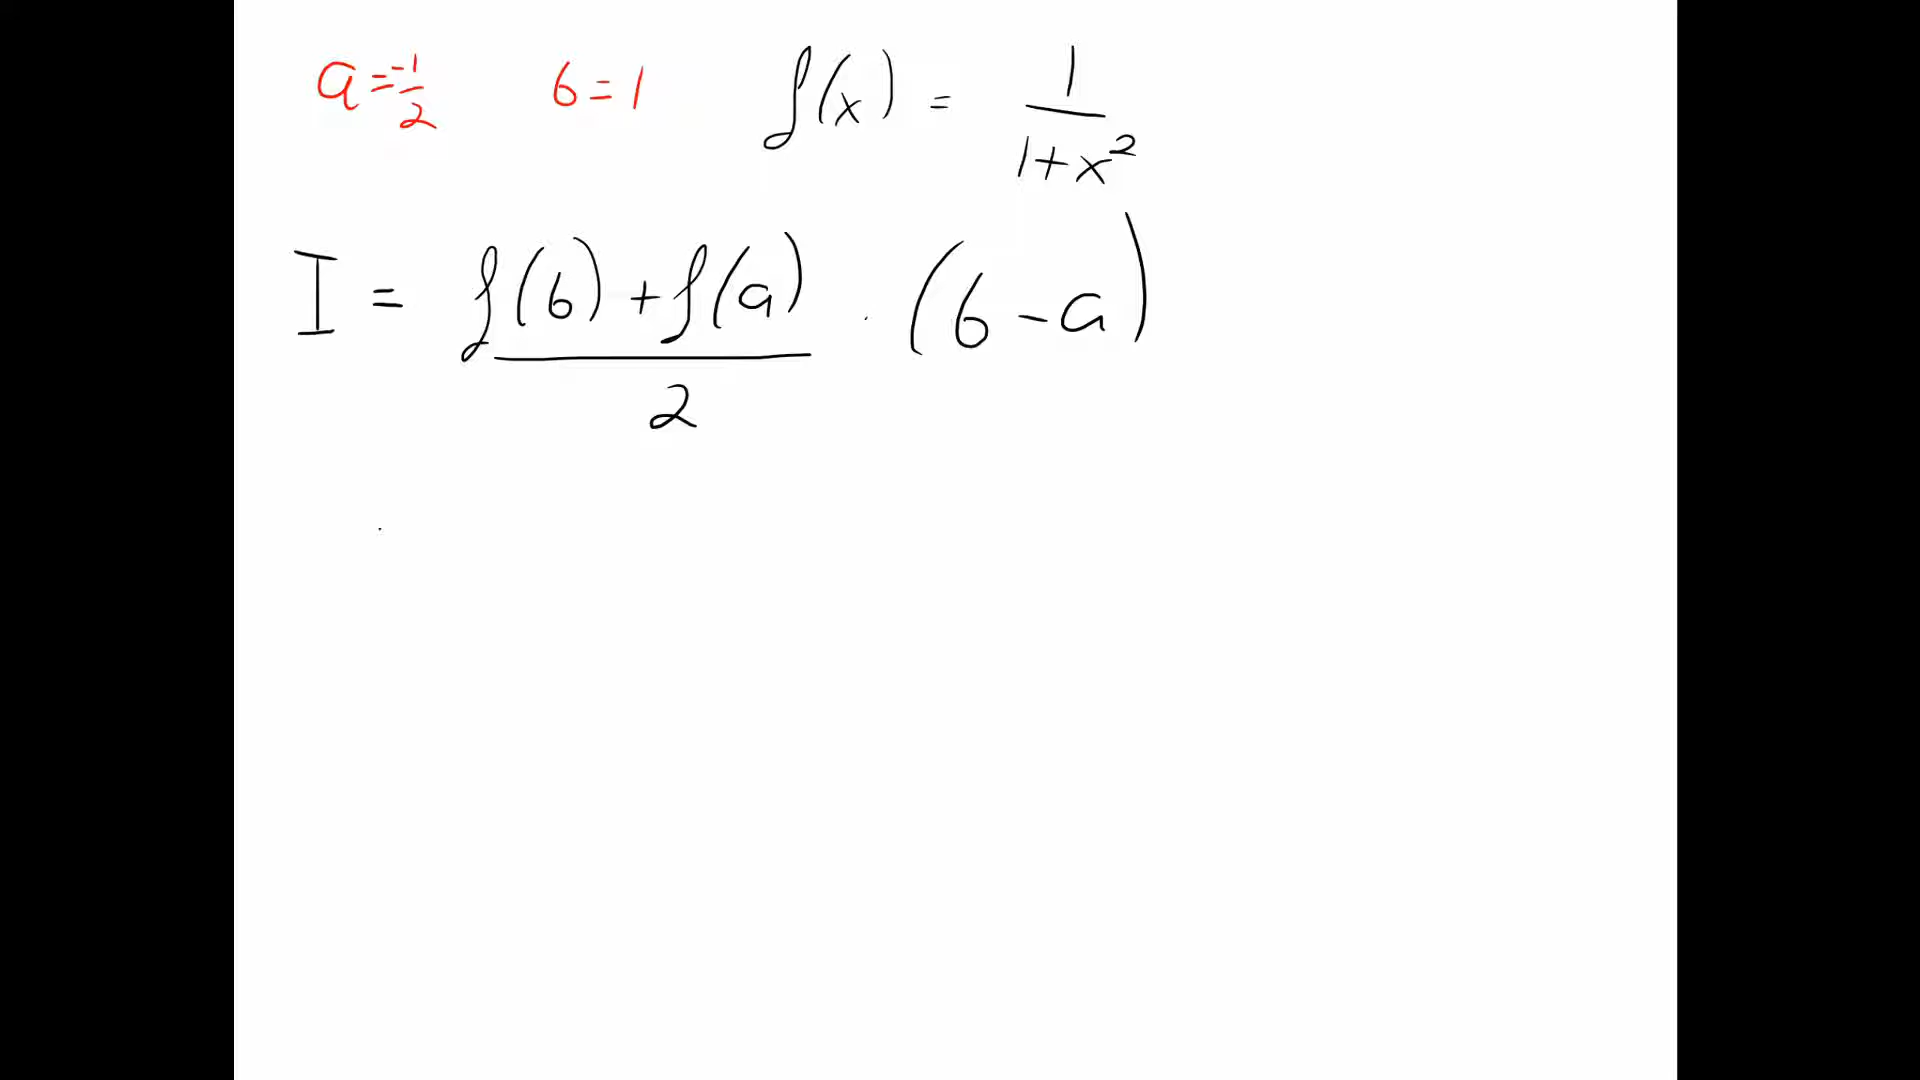 a = -1/2 b = 1 f(x) = 1/(1+x²)
I = (f(b) + f(a))/2 · (b - a)